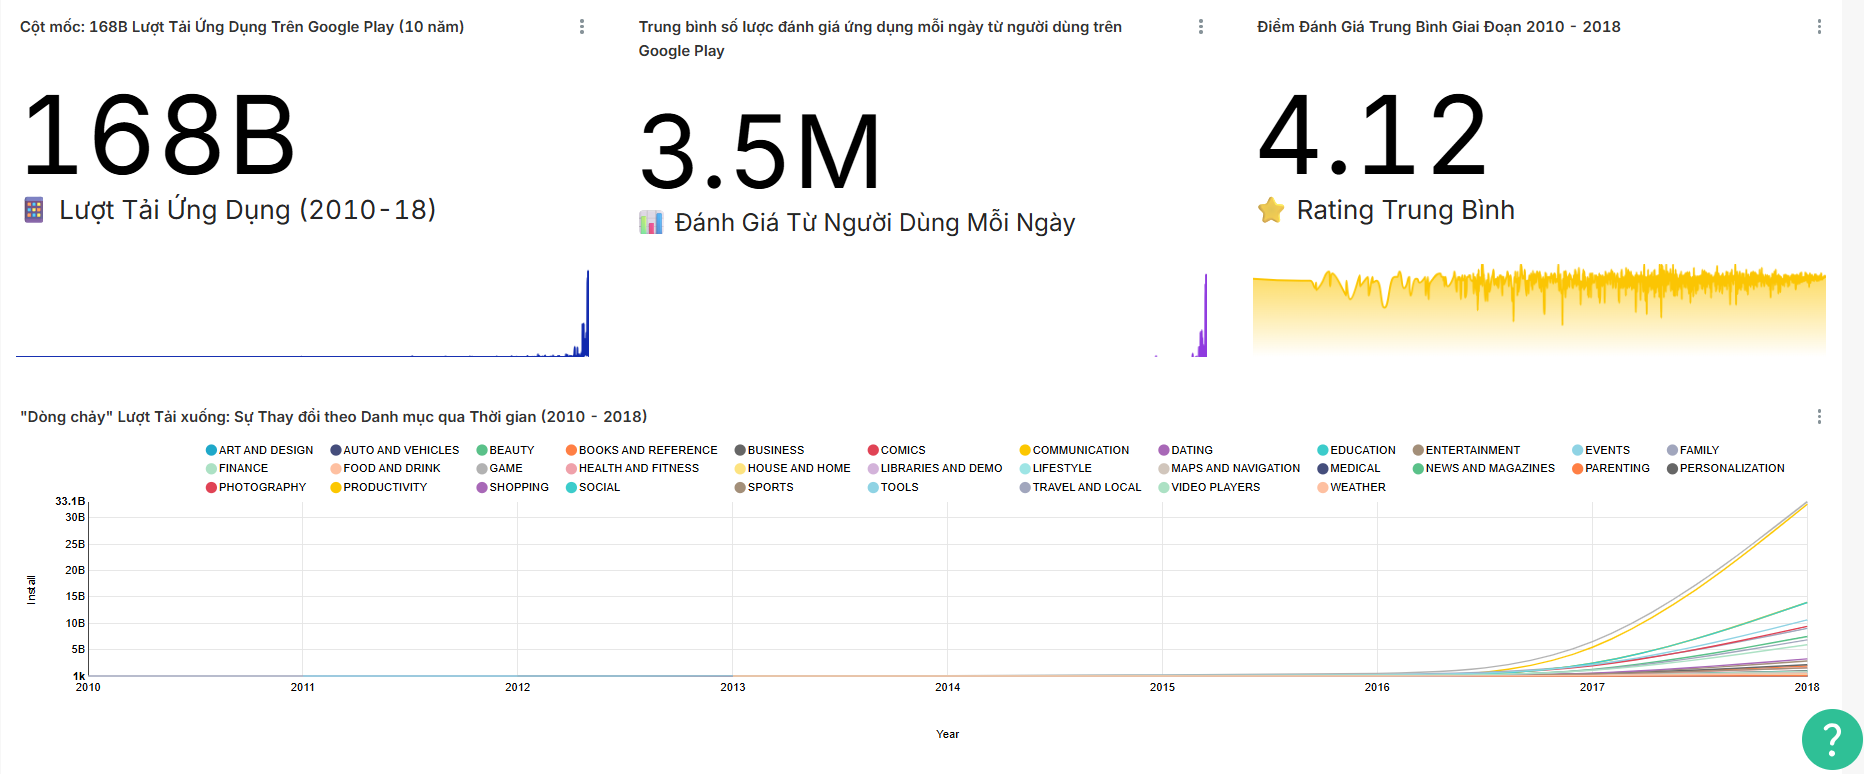 Cột mốc: 168B Lượt Tải Ứng Dụng Trên Google Play (10 năm)
168B
Lượt Tải Ứng Dụng (2010-18)
Trung bình số lược đánh giá ứng dụng mỗi ngày từ người dùng trên
Google Play
3.5M
Đánh Giá Từ Người Dùng Mỗi Ngày
Điểm Đánh Giá Trung Bình Giai Đoạn 2010 - 2018
4.12
Rating Trung Bình
"Dòng chảy" Lượt Tải xuống: Sự Thay đổi theo Danh mục qua Thời gian (2010 - 2018)
ART AND DESIGN AUTO AND VEHICLES BEAUTY BOOKS AND REFERENCE BUSINESS COMICS COMMUNICATION DATING EDUCATION ENTERTAINMENT EVENTS FAMILY
FINANCE FOOD AND DRINK GAME HEALTH AND FITNESS HOUSE AND HOME LIBRARIES AND DEMO LIFESTYLE MAPS AND NAVIGATION MEDICAL NEWS AND MAGAZINES PARENTING PERSONALIZATION
PHOTOGRAPHY PRODUCTIVITY SHOPPING SOCIAL SPORTS TOOLS TRAVEL AND LOCAL VIDEO PLAYERS WEATHER
33.1B
30B
25B
20B
15B
10B
5B
1k
Install
2010 2011 2012 2013 2014 2015 2016 2017 2018
Year
?